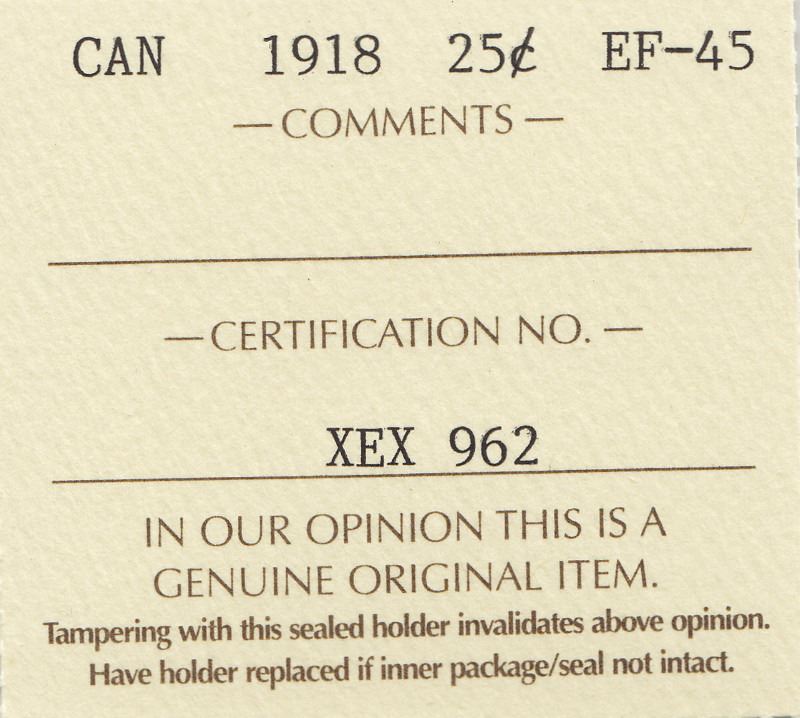 CAN 1918 25¢ EF-45
— COMMENTS —
— CERTIFICATION NO. —
XEX 962
IN OUR OPINION THIS IS A
GENUINE ORIGINAL ITEM.
Tampering with this sealed holder invalidates above opinion.
Have holder replaced if inner package/seal not intact.